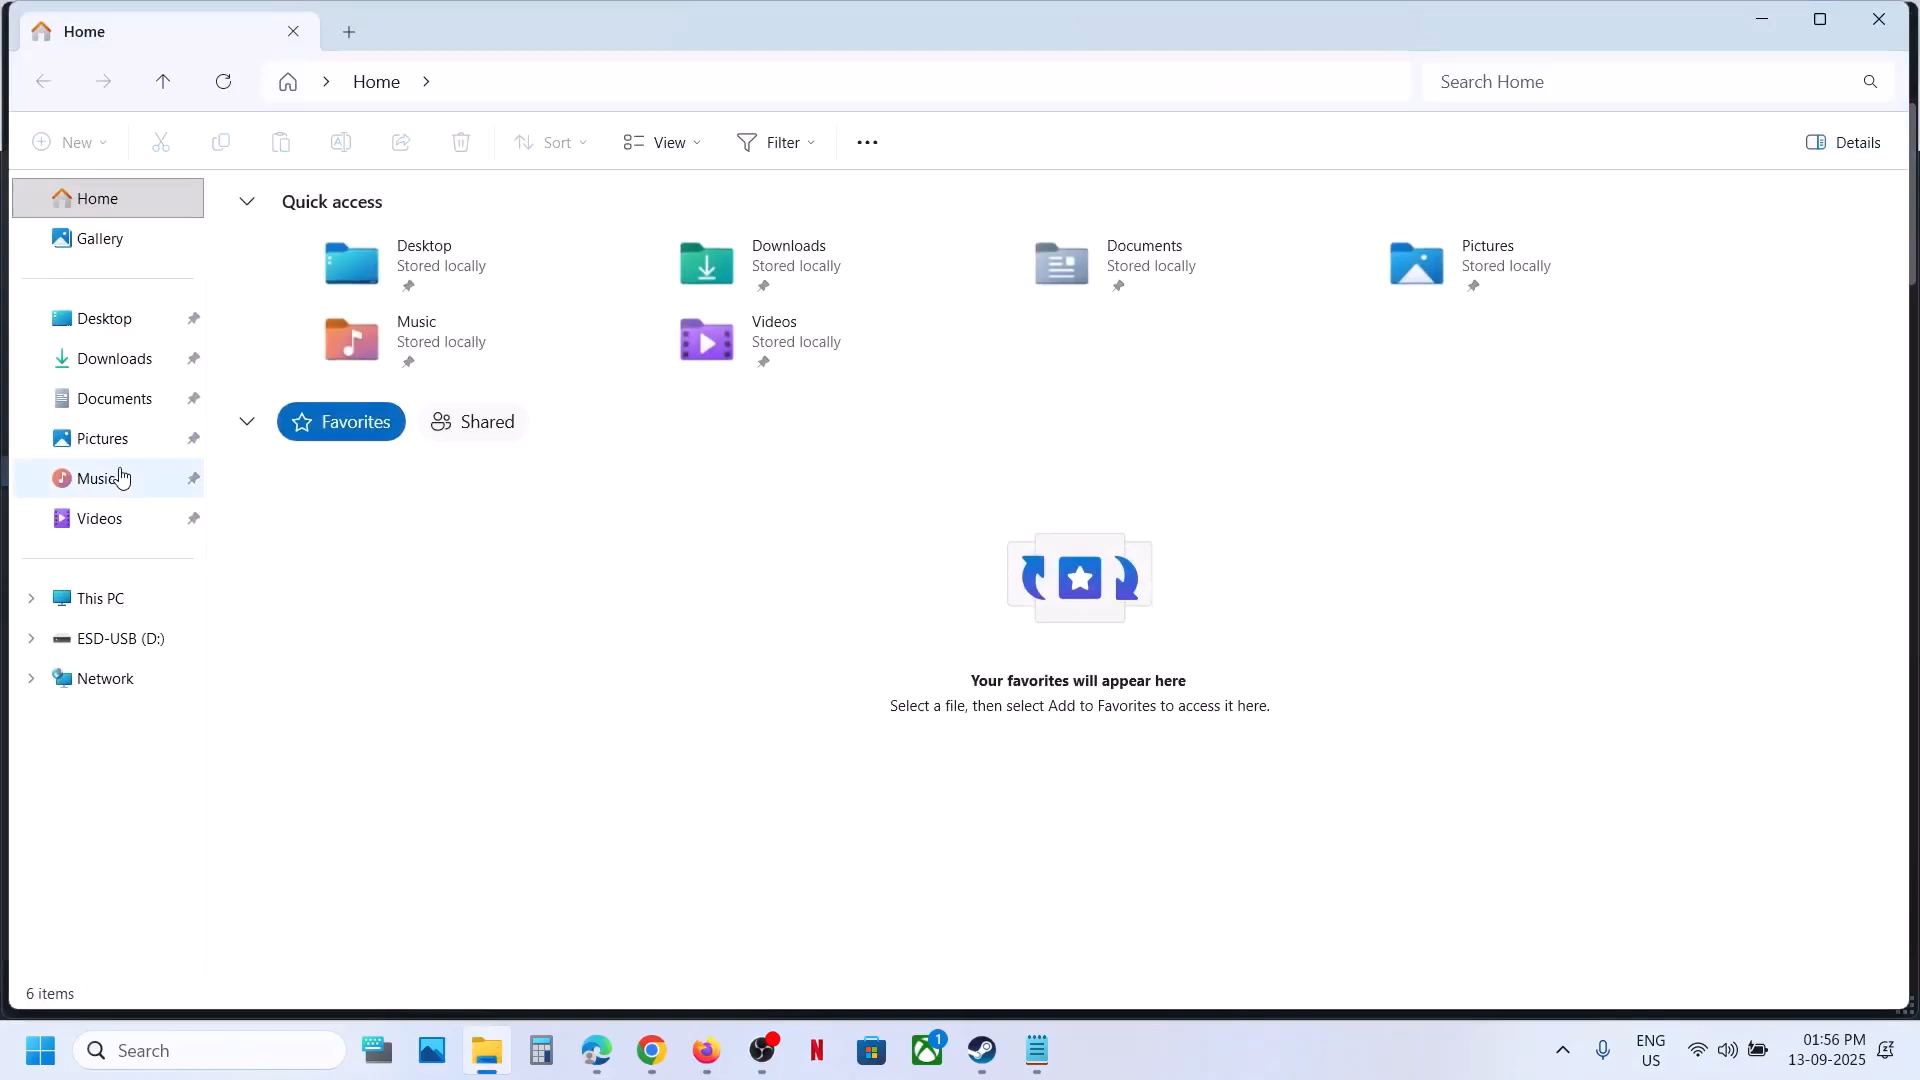 Home
Home
Search Home
New
Sort
View
Filter
Details
Home
Gallery
Desktop
Downloads
Documents
Pictures
Music
Videos
This PC
ESD-USB (D:)
Network
Quick access
Desktop
Stored locally
Downloads
Stored locally
Documents
Stored locally
Pictures
Stored locally
Music
Stored locally
Videos
Stored locally
Favorites
Shared
Your favorites will appear here
Select a file, then select Add to Favorites to access it here.
6 items
Search
1
ENG
US
01:56 PM
13-09-2025